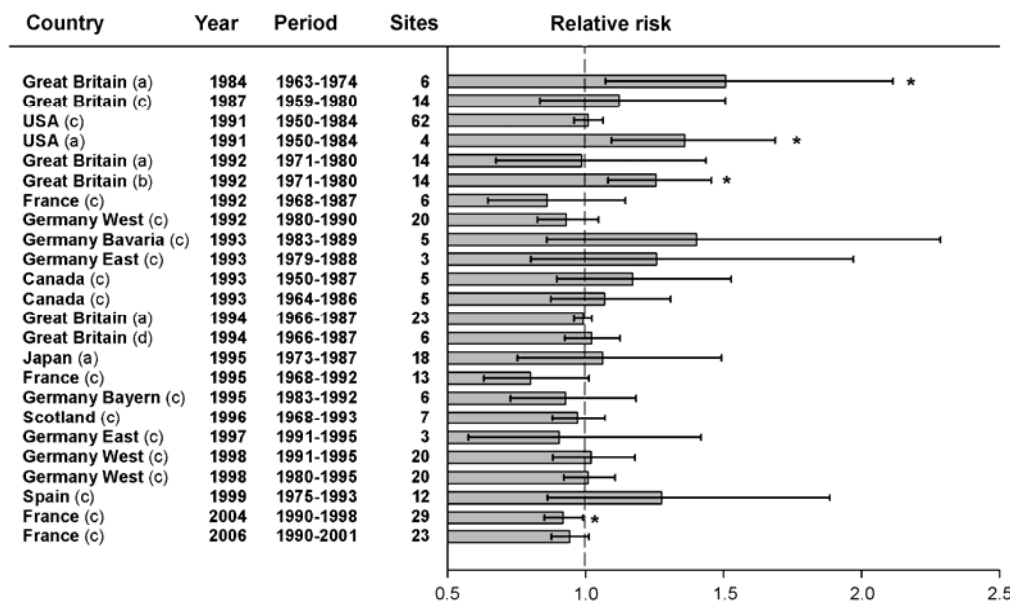 Country Year Period Sites Relative risk
Great Britain (a) 1984 1963-1974 6 *
Great Britain (c) 1987 1959-1980 14
USA (c) 1991 1950-1984 62
USA (a) 1991 1950-1984 4 *
Great Britain (a) 1992 1971-1980 14
Great Britain (b) 1992 1971-1980 14 *
France (c) 1992 1968-1987 6
Germany West (c) 1992 1980-1990 20
Germany Bavaria (c) 1993 1983-1989 5
Germany East (c) 1993 1979-1988 3
Canada (c) 1993 1950-1987 5
Canada (c) 1993 1964-1986 5
Great Britain (a) 1994 1966-1987 23
Great Britain (d) 1994 1966-1987 6
Japan (a) 1995 1973-1987 18
France (c) 1995 1968-1992 13
Germany Bayern (c) 1995 1983-1992 6
Scotland (c) 1996 1968-1993 7
Germany East (c) 1997 1991-1995 3
Germany West (c) 1998 1991-1995 20
Germany West (c) 1998 1980-1995 20
Spain (c) 1999 1975-1993 12
France (c) 2004 1990-1998 29 *
France (c) 2006 1990-2001 23
0.5 1.0 1.5 2.0 2.5